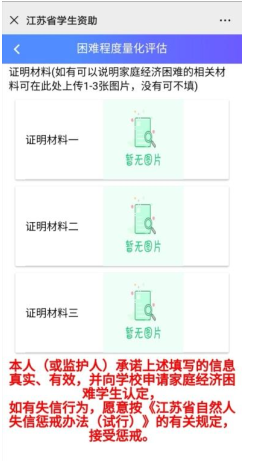 江苏省学生资助
困难程度量化评估
证明材料(如有可以说明家庭经济困难的相关材
料可在此处上传1-3张图片，没有可不填)
证明材料一
暂无图片
证明材料二
暂无图片
证明材料三
暂无图片
本人（或监护人）承诺上述填写的信息
真实、有效，并向学校申请家庭经济困
难学生认定，
如有失信行为，愿意按《江苏省自然人
失信惩戒办法（试行）》的有关规定，
接受惩戒。